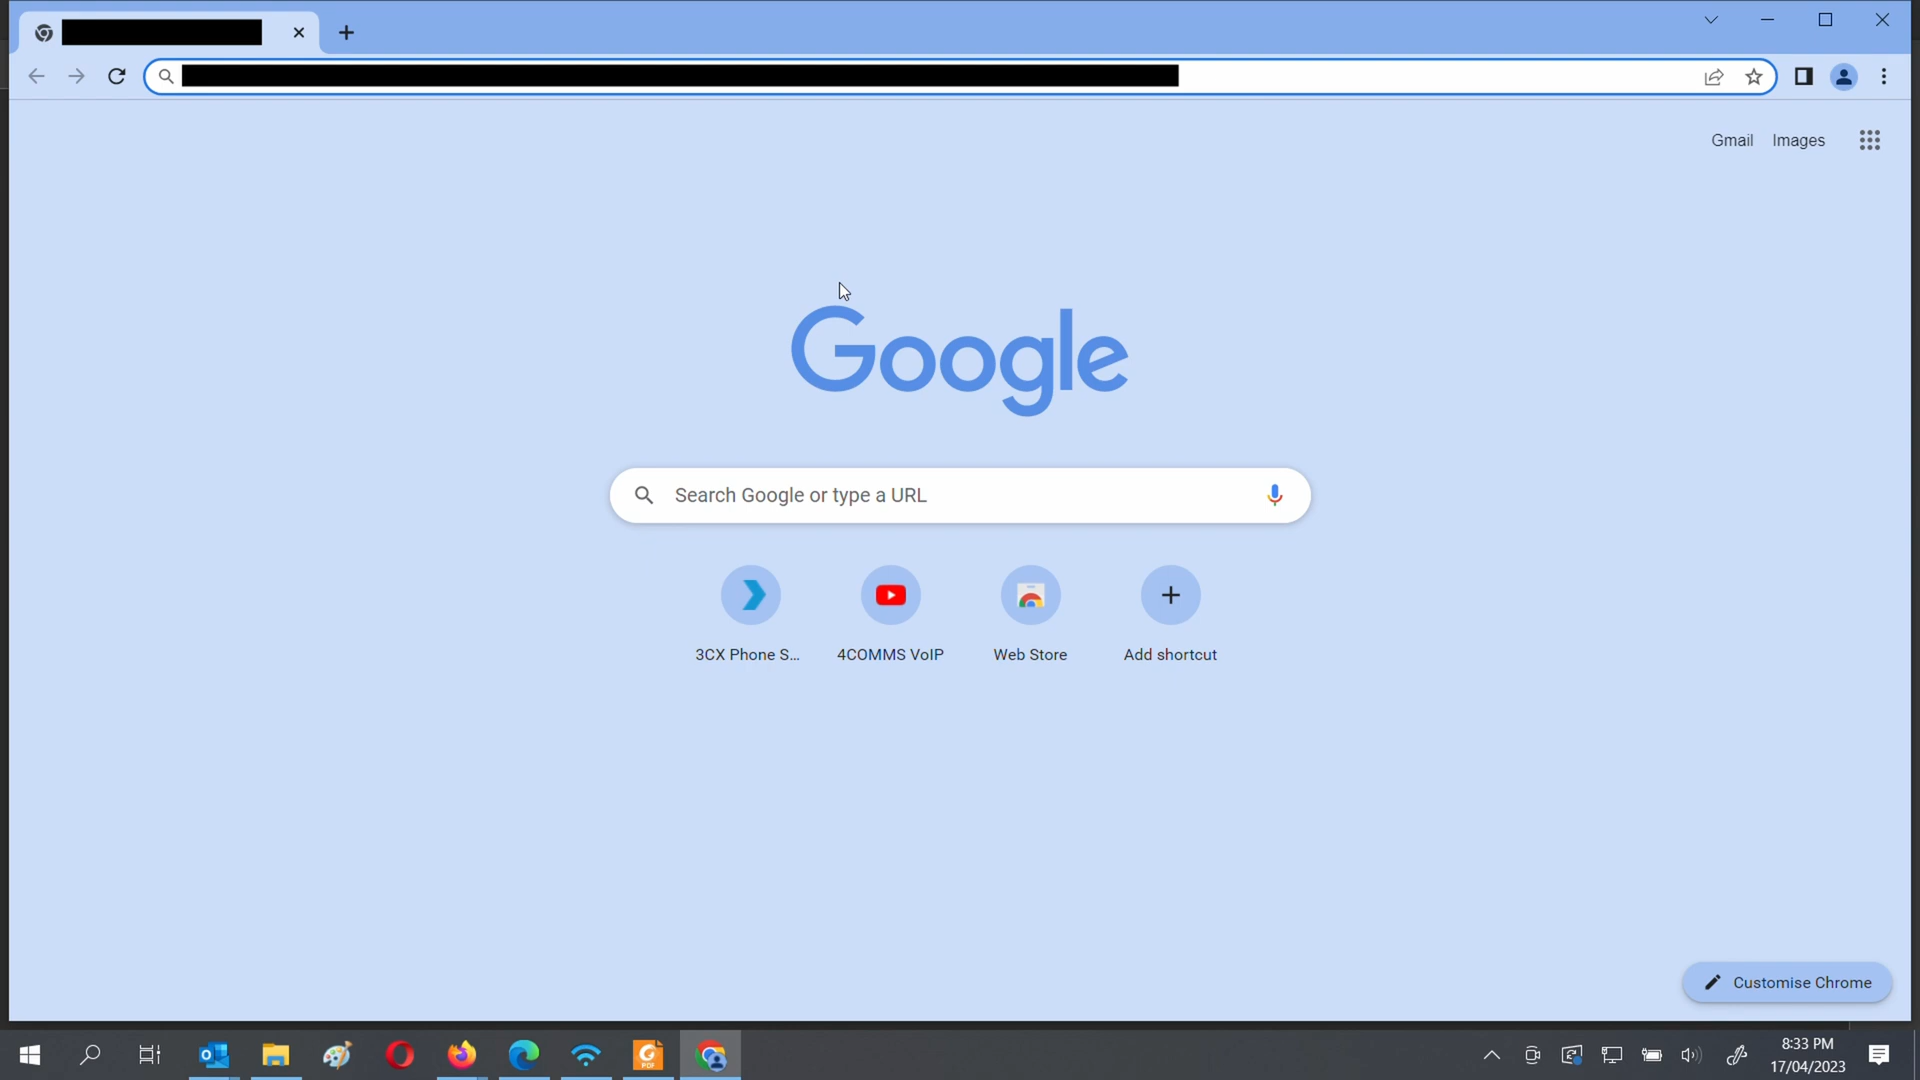 Gmail Images
Google
Search Google or type a URL
3CX Phone S... 4COMMS VoIP Web Store Add shortcut
Customise Chrome
8:33 PM
17/04/2023